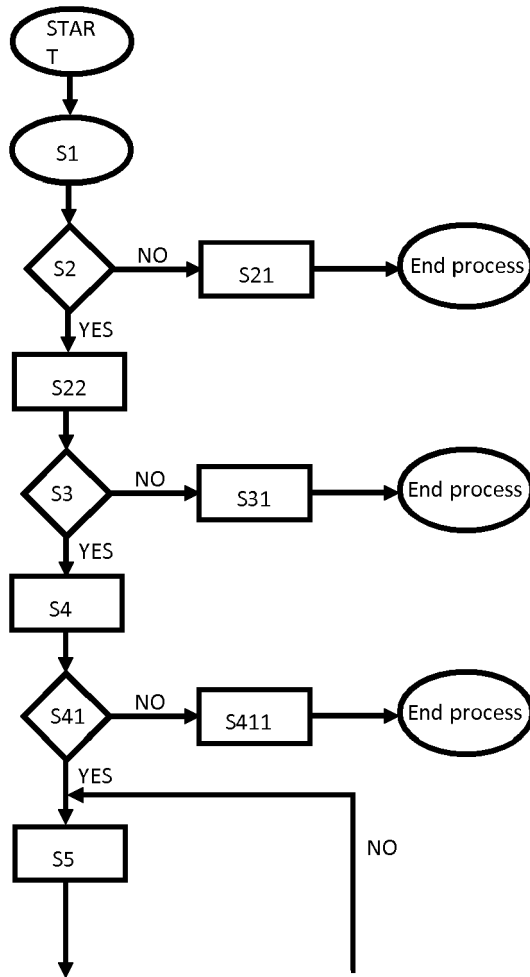 STAR
T
S1
S2
NO
S21
End process
YES
S22
S3
NO
S31
End process
YES
S4
S41
NO
S411
End process
YES
S5
NO